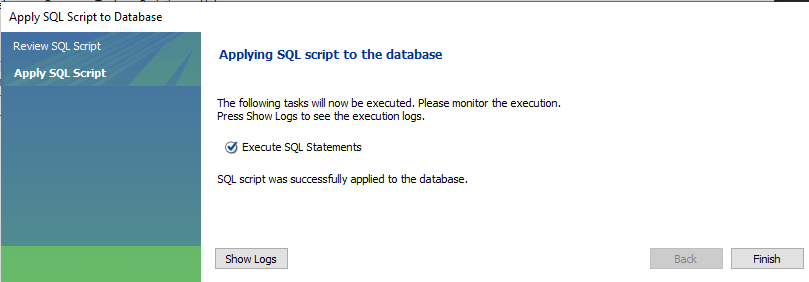 Apply SQL Script to Database
Review SQL Script
Apply SQL Script
Applying SQL script to the database
The following tasks will now be executed. Please monitor the execution.
Press Show Logs to see the execution logs.
Execute SQL Statements
SQL script was successfully applied to the database.
Show Logs
Back
Finish